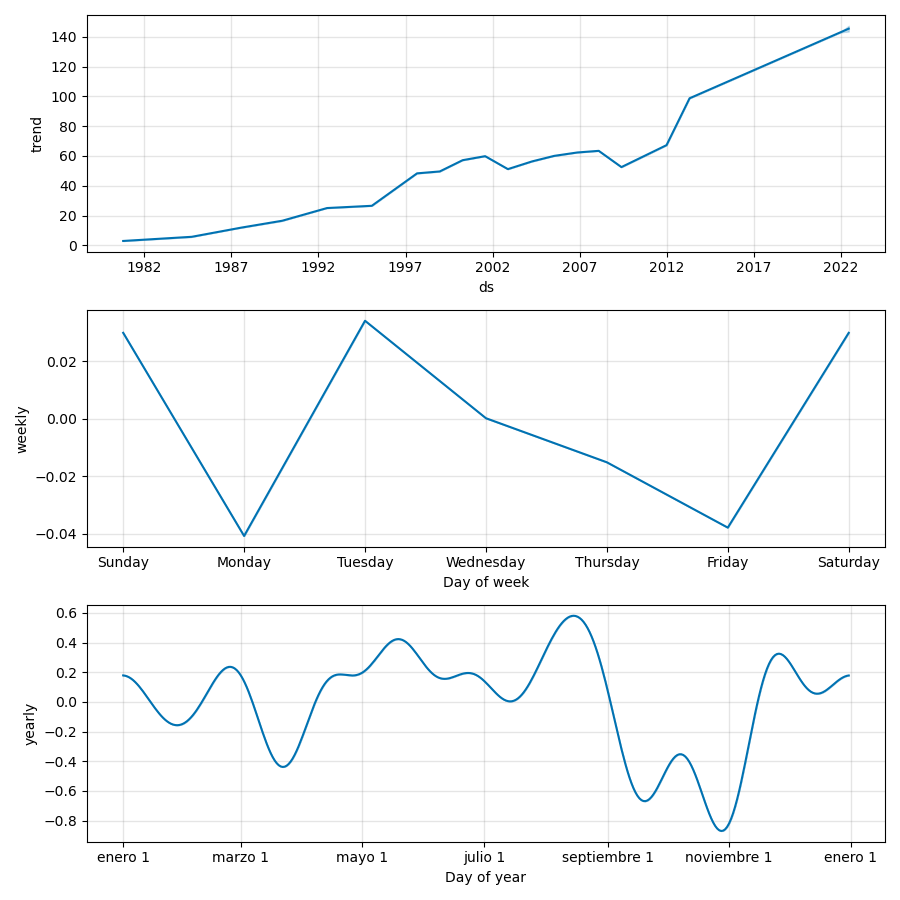 trend
140
120
100
80
60
40
20
0
1982 1987 1992 1997 2002 2007 2012 2017 2022
ds
weekly
0.02
0.00
−0.02
−0.04
Sunday Monday Tuesday Wednesday Thursday Friday Saturday
Day of week
yearly
0.6
0.4
0.2
0.0
−0.2
−0.4
−0.6
−0.8
enero 1 marzo 1 mayo 1 julio 1 septiembre 1 noviembre 1 enero 1
Day of year